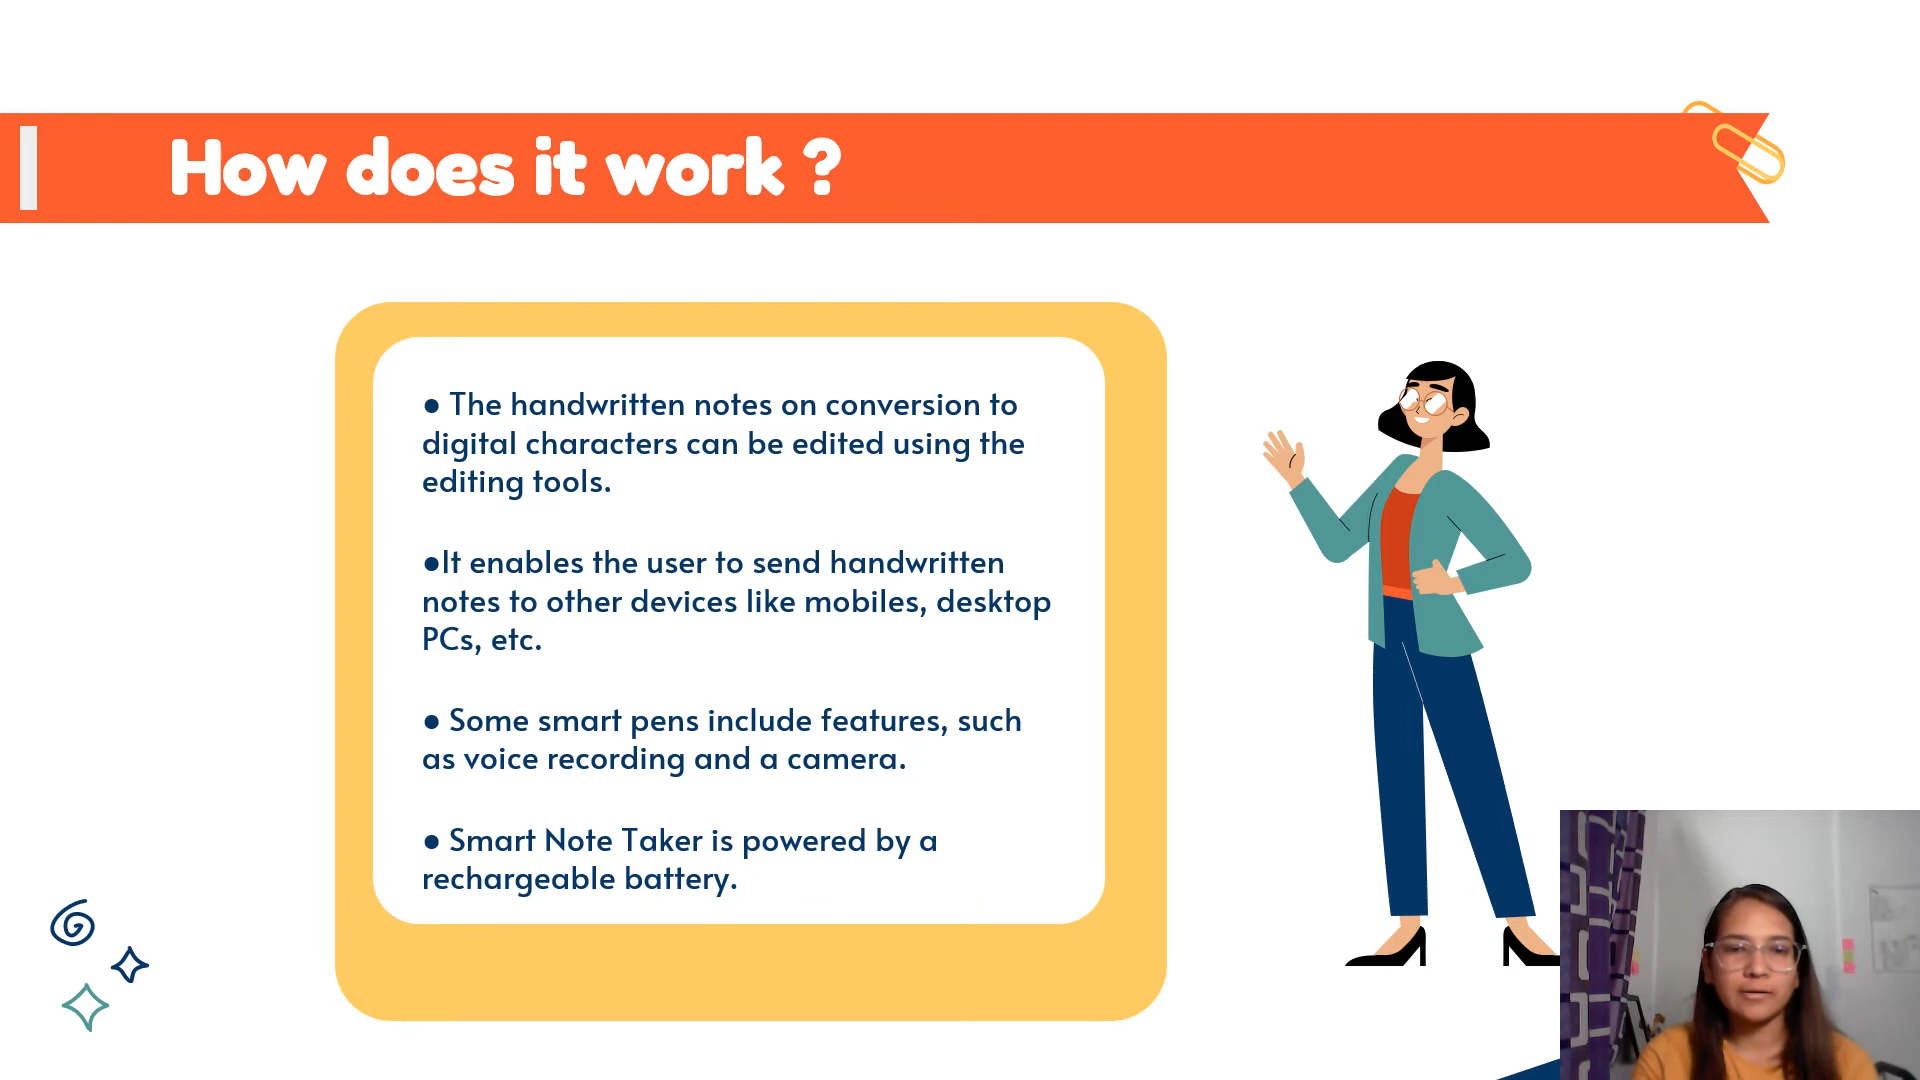 How does it work ?
● The handwritten notes on conversion to
digital characters can be edited using the
editing tools.
●It enables the user to send handwritten
notes to other devices like mobiles, desktop
PCs, etc.
● Some smart pens include features, such
as voice recording and a camera.
● Smart Note Taker is powered by a
rechargeable battery.